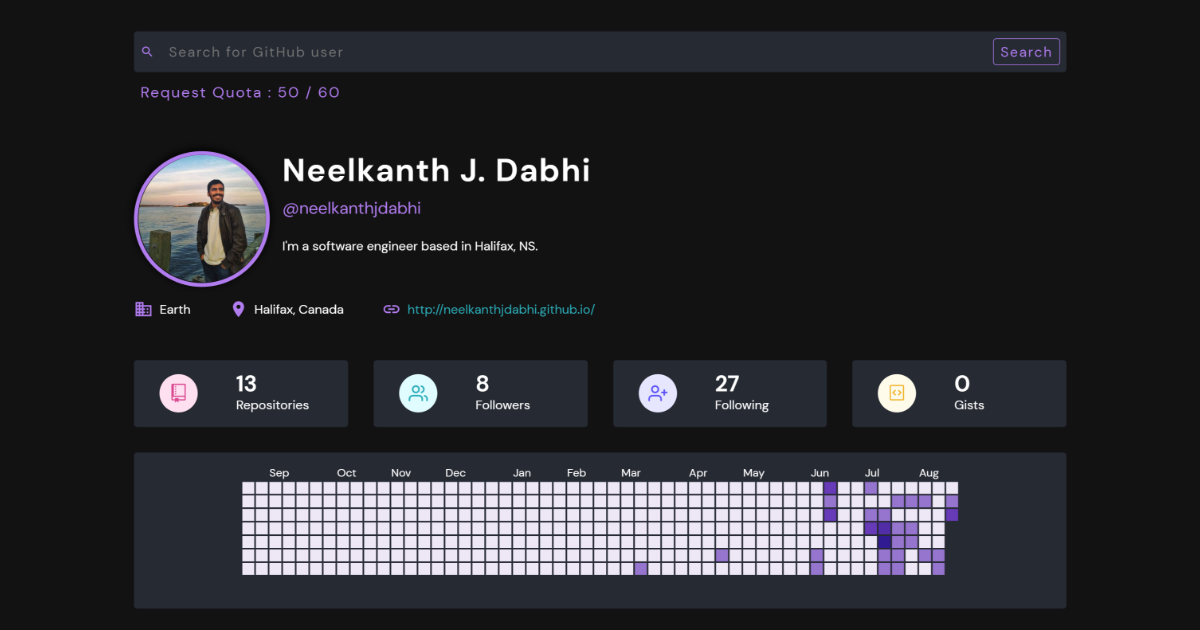 Search for GitHub user
Search
Request Quota : 50 / 60
Neelkanth J. Dabhi
@neelkanthjdabhi
I'm a software engineer based in Halifax, NS.
Earth
Halifax, Canada
http://neelkanthjdabhi.github.io/
13
Repositories
8
Followers
27
Following
0
Gists
Sep Oct Nov Dec Jan Feb Mar Apr May Jun Jul Aug